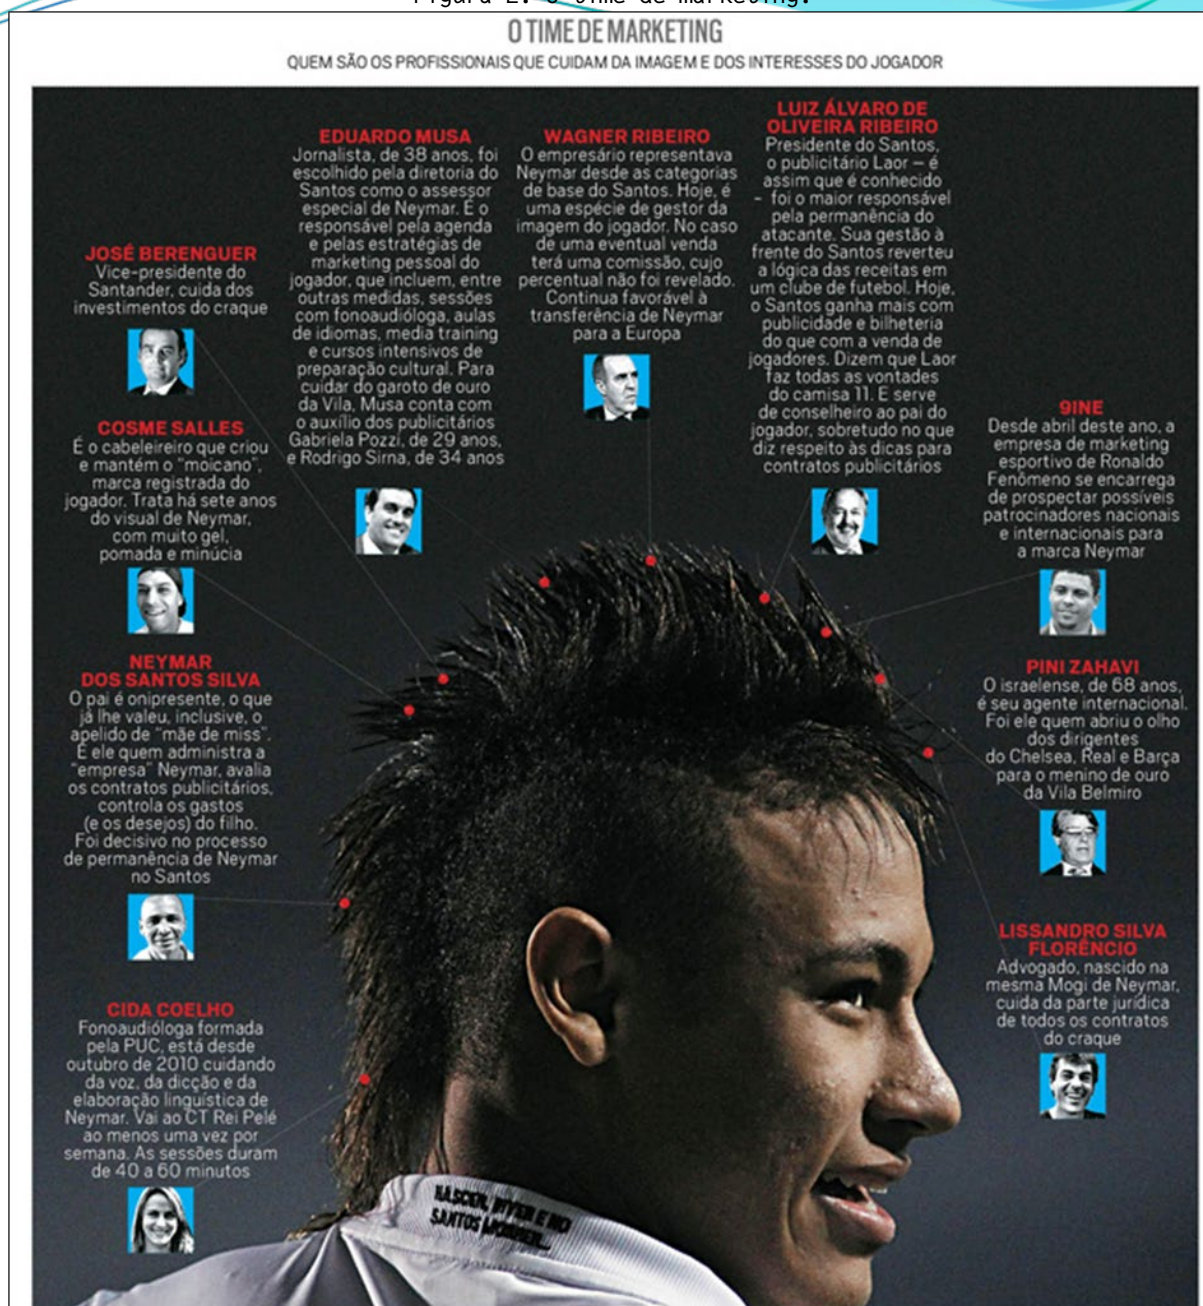 Figura 2: O Time de Marketing.
O TIME DE MARKETING
QUEM SÃO OS PROFISSIONAIS QUE CUIDAM DA IMAGEM E DOS INTERESSES DO JOGADOR
JOSÉ BERENGUER
Vice-presidente do
Santander, cuida dos
investimentos do craque
COSME SALLES
É o cabeleireiro que criou
e mantém o "moicano",
marca registrada do
jogador. Trata há sete anos
do visual de Neymar,
com muito gel,
pomada e minúcia
NEYMAR
DOS SANTOS SILVA
O pai é onipresente, o que
já lhe valeu, inclusive, o
apelido de "mãe de miss".
É ele quem administra a
"empresa" Neymar, avalia
os contratos publicitários,
controla os gastos
(e os desejos) do filho.
Foi decisivo no processo
de permanência de Neymar
no Santos
CIDA COELHO
Fonoaudióloga formada
pela PUC, está desde
outubro de 2010 cuidando
da voz, da dicção e da
elaboração linguística de
Neymar. Vai ao CT Rei Pelé
ao menos uma vez por
semana. As sessões duram
de 40 a 60 minutos
EDUARDO MUSA
Jornalista, de 38 anos, foi
escolhido pela diretoria do
Santos como o assessor
especial de Neymar. É o
responsável pela agenda
e pelas estratégias de
marketing pessoal do
jogador, que incluem, entre
outras medidas, sessões
com fonoaudióloga, aulas
de idiomas, media training
e cursos intensivos de
preparação cultural. Para
cuidar do garoto de ouro
da Vila, Musa conta com
o auxílio dos publicitários
Gabriela Pozzi, de 29 anos,
e Rodrigo Sirna, de 34 anos
WAGNER RIBEIRO
O empresário representava
Neymar desde as categorias
de base do Santos. Hoje, é
uma espécie de gestor da
imagem do jogador. No caso
de uma eventual venda
terá uma comissão, cujo
percentual não foi revelado.
Continua favorável à
transferência de Neymar
para a Europa
LUIZ ÁLVARO DE
OLIVEIRA RIBEIRO
Presidente do Santos,
o publicitário Laor – é
assim que é conhecido
– foi o maior responsável
pela permanência do
atacante. Sua gestão à
frente do Santos reverteu
a lógica das receitas em
um clube de futebol. Hoje,
o Santos ganha mais com
publicidade e bilheteria
do que com a venda de
jogadores. Dizem que Laor
faz todas as vontades
do camisa 11. E serve
de conselheiro ao pai do
jogador, sobretudo no que
diz respeito às dicas para
contratos publicitários
9INE
Desde abril deste ano, a
empresa de marketing
esportivo de Ronaldo
Fenômeno se encarrega
de prospectar possíveis
patrocinadores nacionais
e internacionais para
a marca Neymar
PINI ZAHAVI
O israelense, de 68 anos,
é seu agente internacional.
Foi ele quem abriu o olho
dos dirigentes
do Chelsea, Real e Barça
para o menino de ouro
da Vila Belmiro
LISSANDRO SILVA
FLORÊNCIO
Advogado, nascido na
mesma Mogi de Neymar,
cuida da parte jurídica
de todos os contratos
do craque
NASCER, VIVER E NO
SANTOS MORRER...